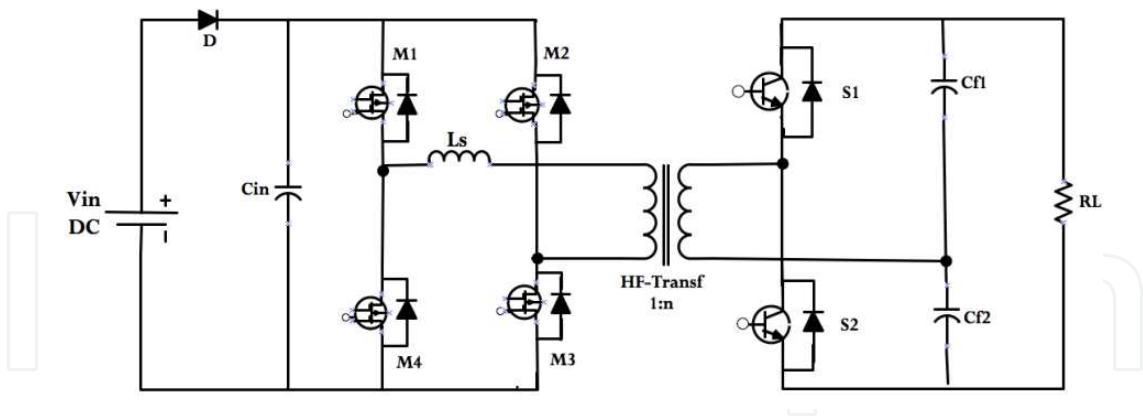 D
M1
M2
S1
Cf1
Ls
Cin
Vin
DC
+
RL
HF-Transf
1:n
M4
M3
S2
Cf2